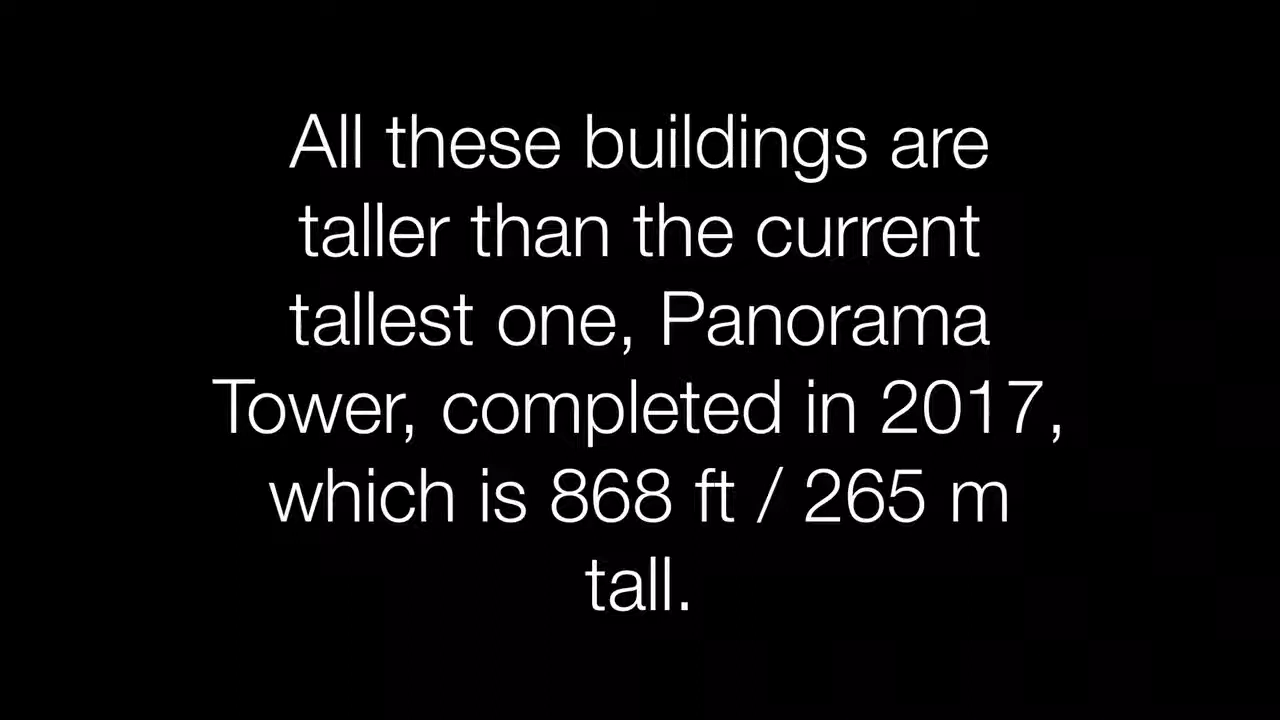 All these buildings are
taller than the current
tallest one, Panorama
Tower, completed in 2017,
which is 868 ft / 265 m
tall.